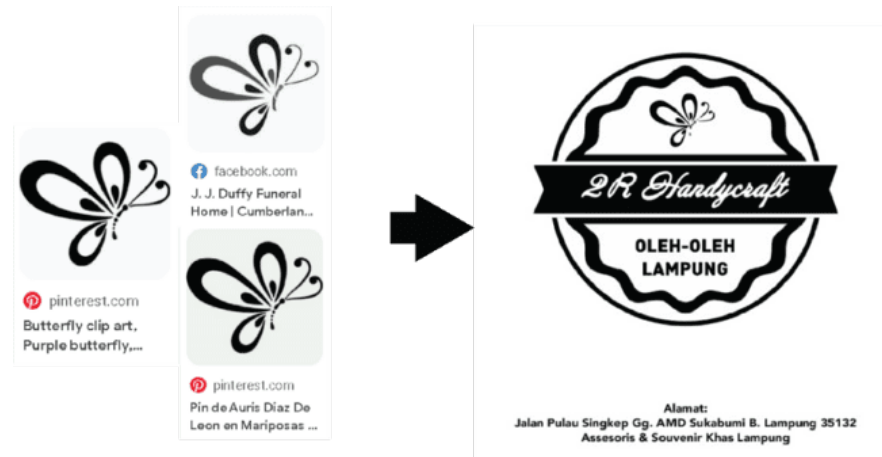 facebook.com
J. J. Duffy Funeral
Home | Cumberlan...
pinterest.com
Butterfly clip art,
Purple butterfly,...
pinterest.com
Pin de Auris Diaz De
Leon en Mariposas ...
2R Handycraft
OLEH-OLEH
LAMPUNG
Alamat:
Jalan Pulau Singkep Gg. AMD Sukabumi B. Lampung 35132
Assesoris & Souvenir Khas Lampung